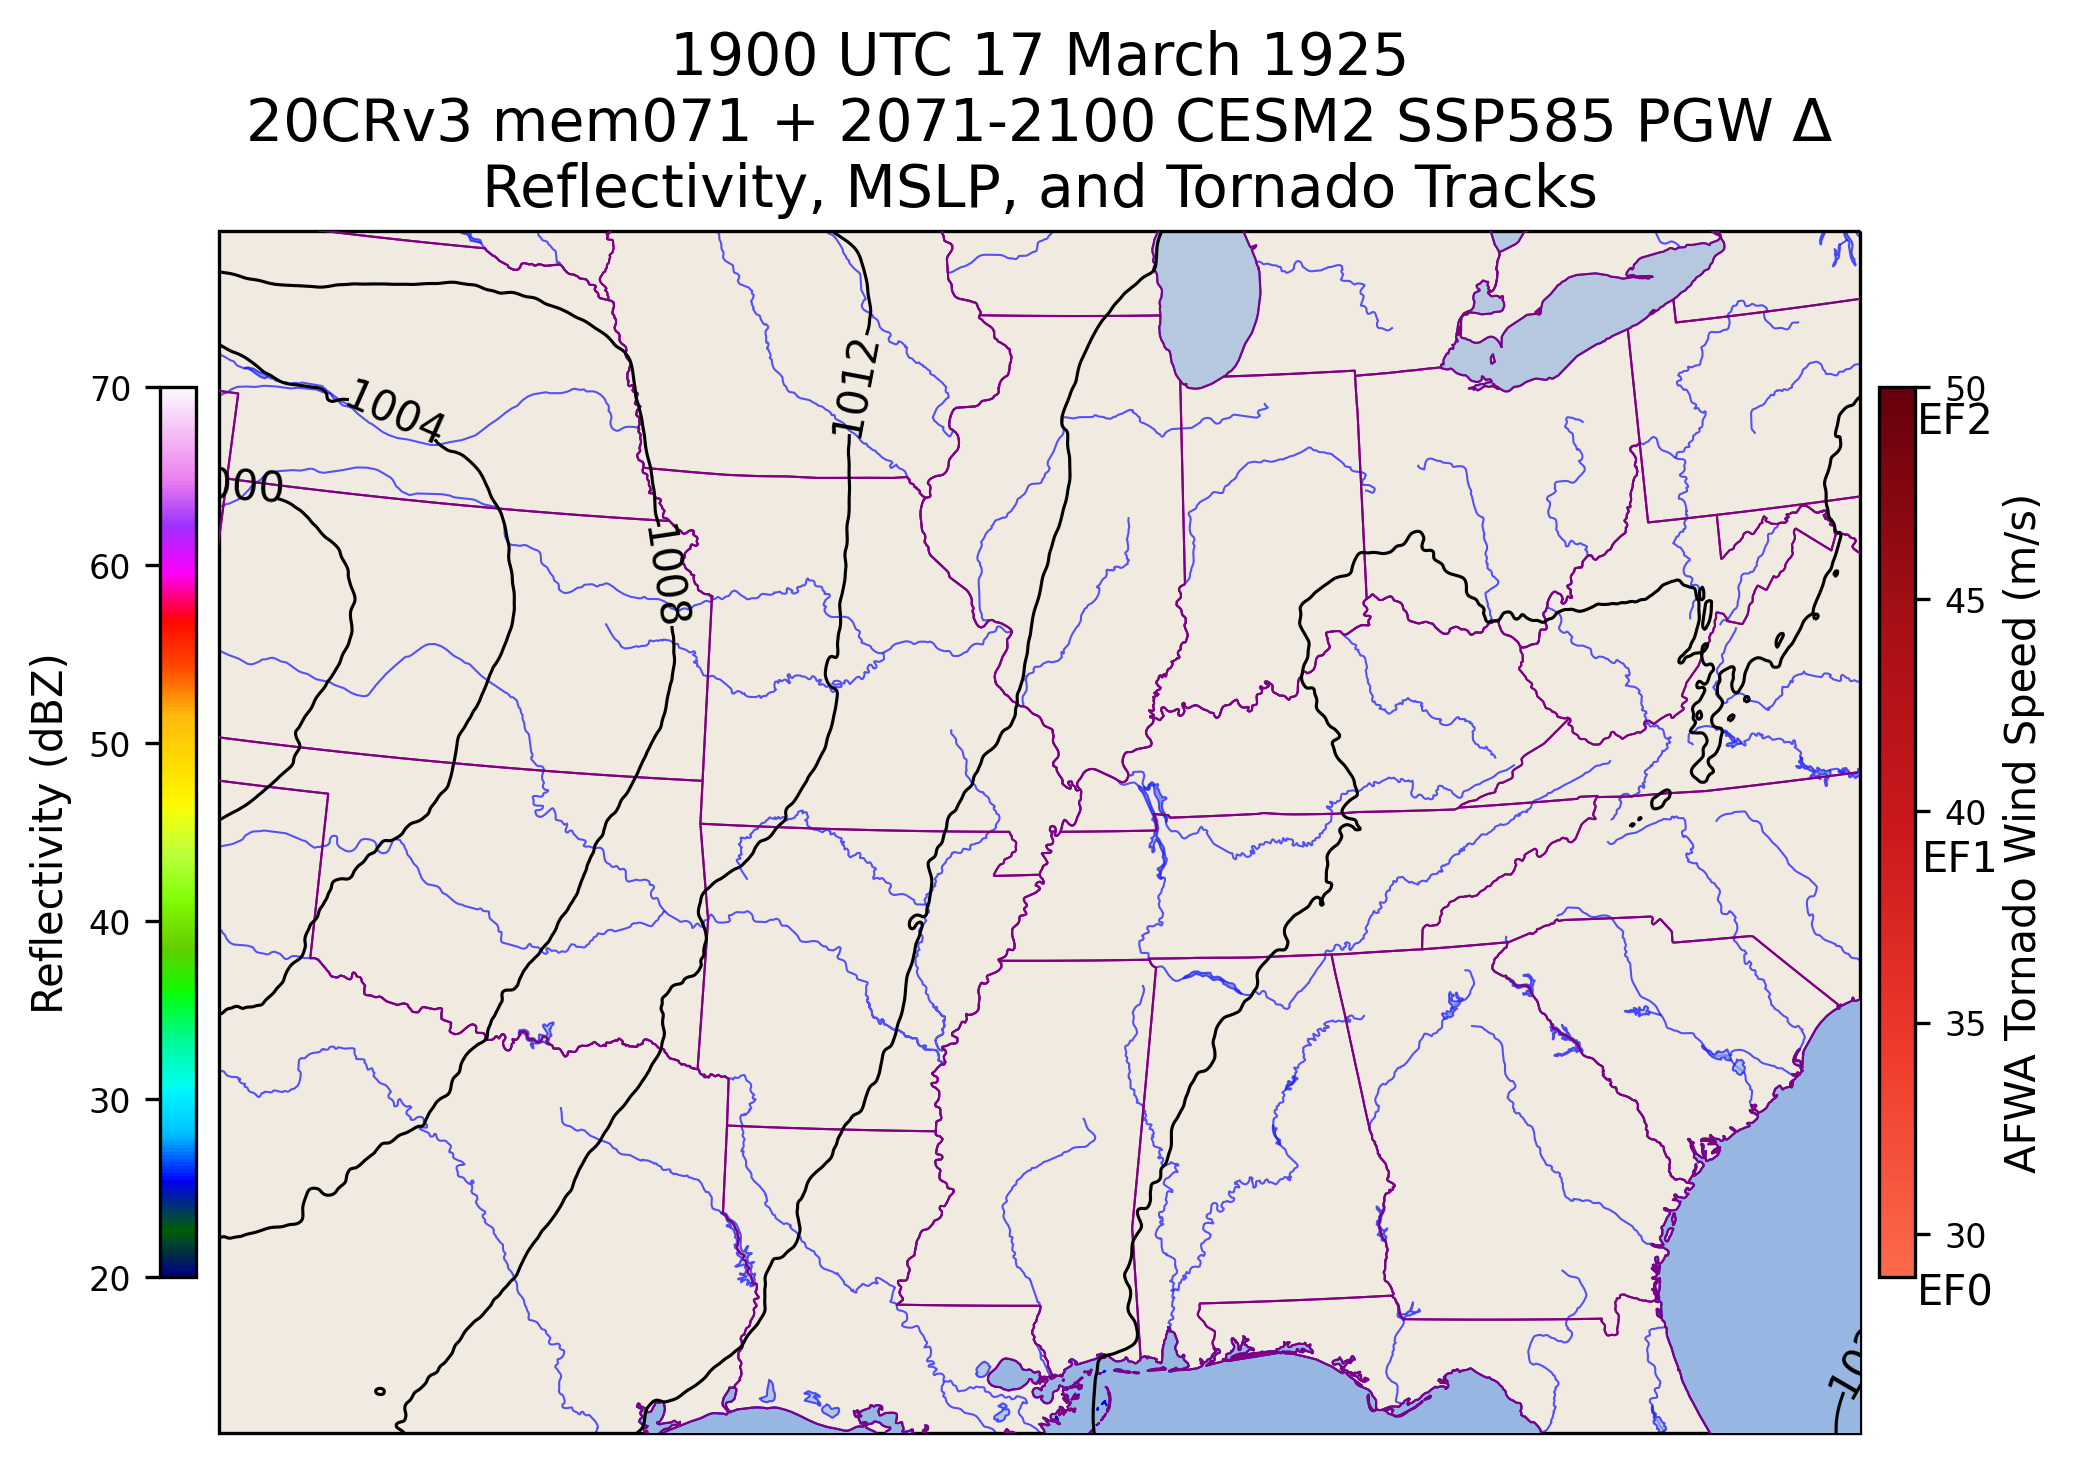 1900 UTC 17 March 1925
20CRv3 mem071 + 2071-2100 CESM2 SSP585 PGW Δ
Reflectivity, MSLP, and Tornado Tracks
1012
1004
000
1008
70
60
50
40
30
20
Reflectivity (dBZ)
50
EF2
45
40
EF1
35
30
EF0
AFWA Tornado Wind Speed (m/s)